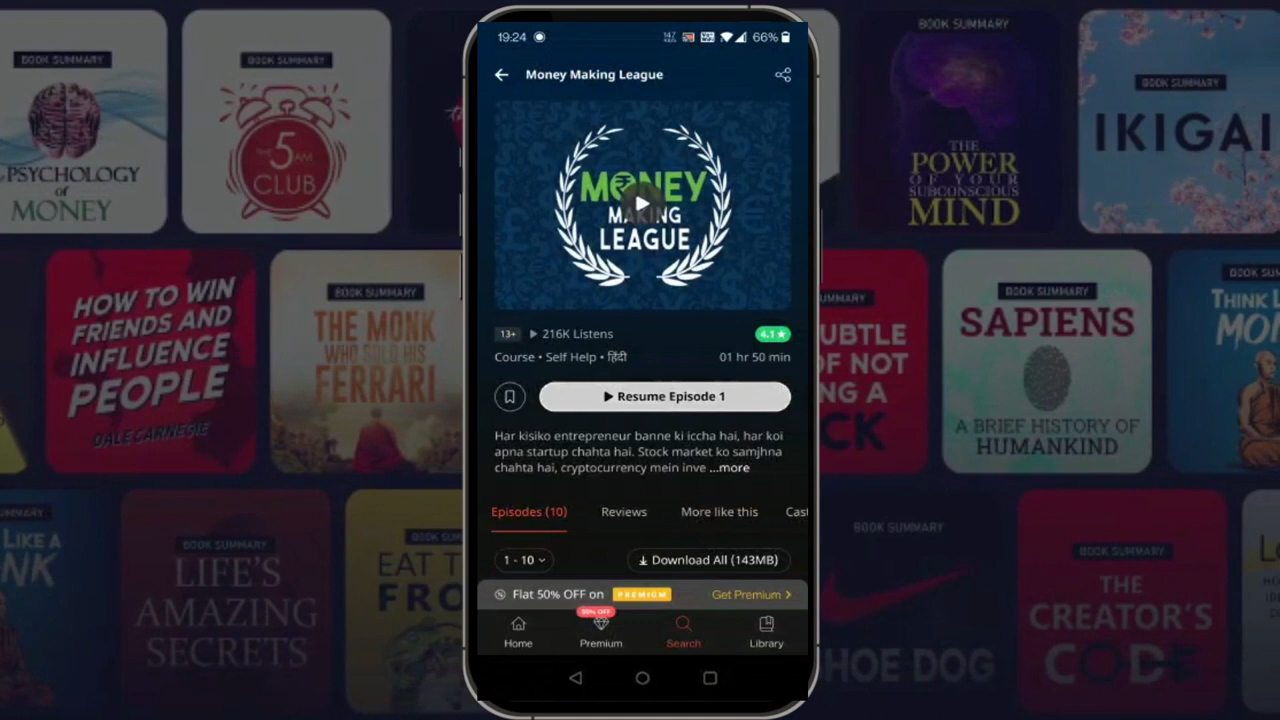 BOOK SUMMARY
PSYCHOLOGY
of
MONEY
BOOK SUMMARY
THE
5 AM
CLUB
BOOK SUMMARY
THE
POWER
OF YOUR
SUBCONSCIOUS
MIND
BOOK SUMMARY
IKIGAI
HOW TO WIN
FRIENDS AND
INFLUENCE
PEOPLE
DALE CARNEGIE
BOOK SUMMARY
THE MONK
WHO SOLD HIS
FERRARI
UMMARY
UBTLE
OF NOT
NG A
CK
BOOK SUMMARY
SAPIENS
A BRIEF HISTORY OF
HUMANKIND
BOOK SU
THINK L
MO
UMMARY
LIKE A
NK
BOOK SUMMARY
LIFE'S
AMAZING
SECRETS
BOOK SUM
EAT T
FRO
BOOK SUMMARY
HOE DOG
BOOK SUMMARY
THE
CREATOR'S
CODE
19.24
66%
Money Making League
MONEY
MAKING
LEAGUE
13+ 216K Listens 4.1★
Course • Self Help • हिंदी 01 hr 50 min
Resume Episode 1
Har kisiko entrepreneur banne ki iccha hai, har koi
apna startup chahta hai. Stock market ko samjhna
chahta hai, cryptocurrency mein inve ...more
Episodes (10) Reviews More like this Cast
1 - 10 Download All (143MB)
Flat 50% OFF on PREMIUM Get Premium >
50% OFF
Home Premium Search Library